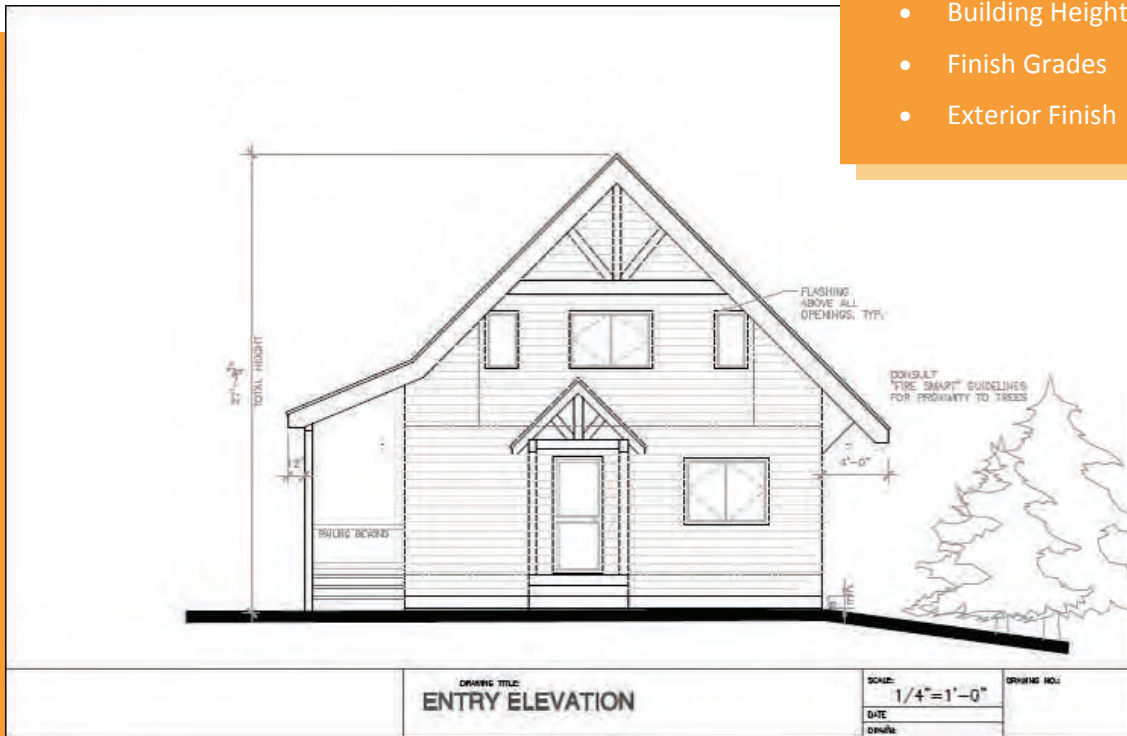 • Building Height
• Finish Grades
• Exterior Finish
TOTAL HEIGHT
FLASHING
ABOVE ALL
OPENINGS, TYP.
CONSULT
"FIRE SMART" GUIDELINES
FOR PROXIMITY TO TREES
12"
4'-0"
RAILING BEYOND
DRAWING TITLE:
ENTRY ELEVATION
SCALE:
1/4"=1'-0"
DATE
DRAWN:
DRAWING NO.: